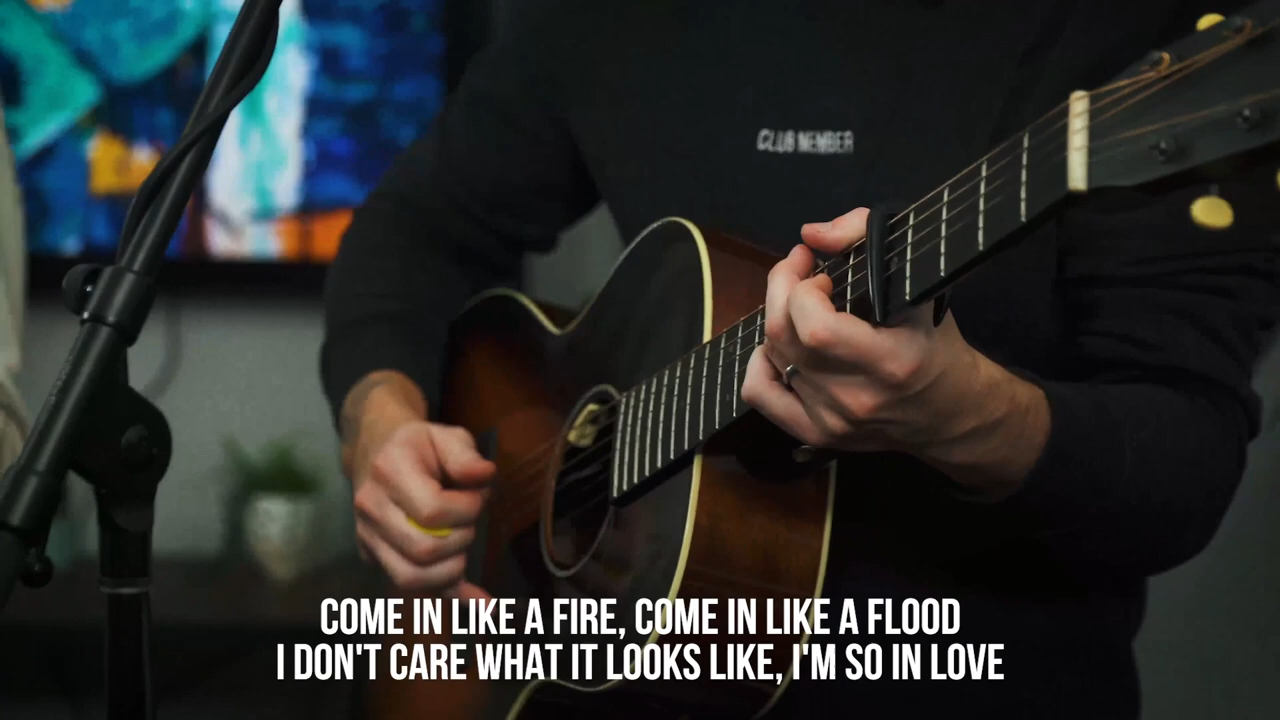 CLUB MEMBER
COME IN LIKE A FIRE, COME IN LIKE A FLOOD
I DON'T CARE WHAT IT LOOKS LIKE, I'M SO IN LOVE